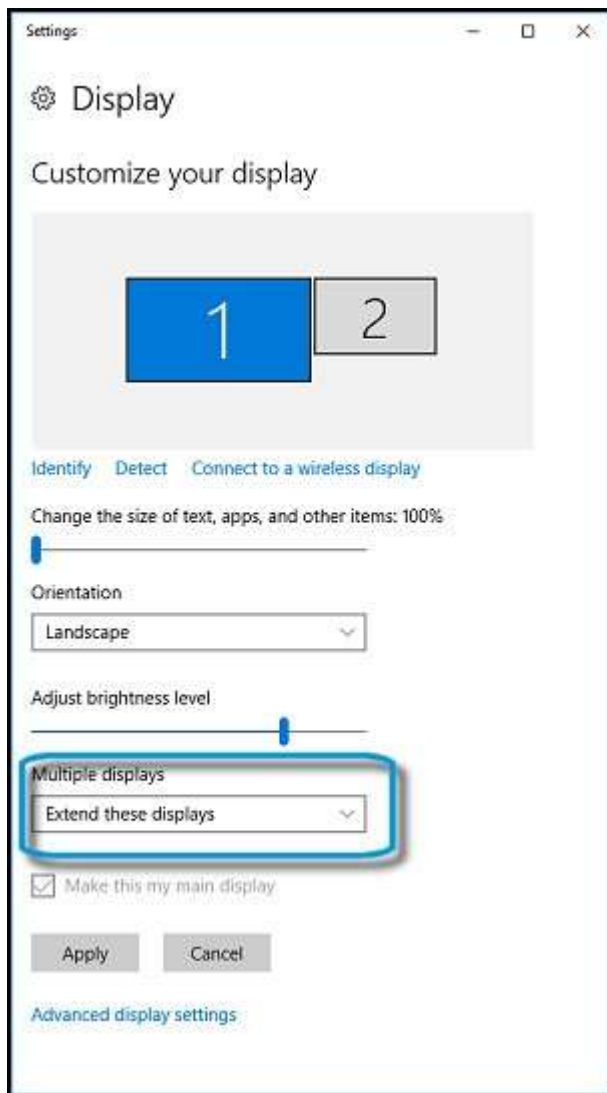 Settings
Display
Customize your display
1
2
Identify Detect Connect to a wireless display
Change the size of text, apps, and other items: 100%
Orientation
Landscape
Adjust brightness level
Multiple displays
Extend these displays
Make this my main display
Apply Cancel
Advanced display settings